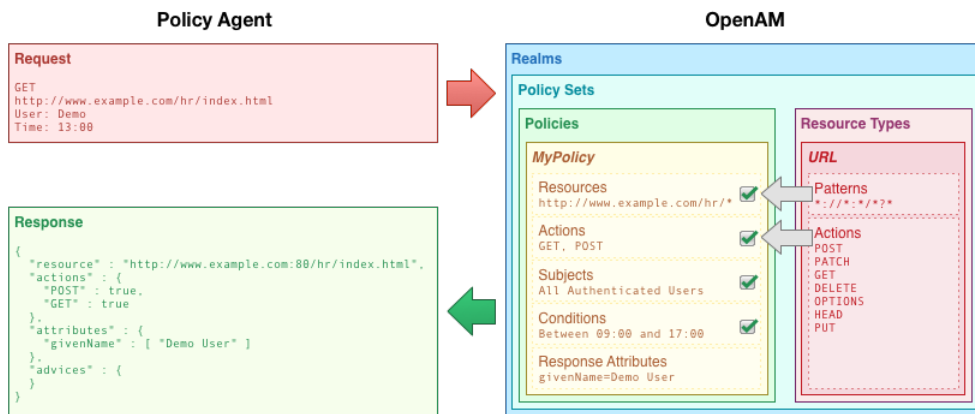 Policy Agent
OpenAM
Request
GET
http://www.example.com/hr/index.html
User: Demo
Time: 13:00
Response
{
"resource" : "http://www.example.com:80/hr/index.html",
"actions" : {
"POST" : true,
"GET" : true
},
"attributes" : {
"givenName" : [ "Demo User" ]
},
"advices" : {
}
}
Realms
Policy Sets
Policies
MyPolicy
Resources
http://www.example.com/hr/*
Actions
GET, POST
Subjects
All Authenticated Users
Conditions
Between 09:00 and 17:00
Response Attributes
givenName=Demo User
Resource Types
URL
Patterns
*://*:*/*?*
Actions
POST
PATCH
GET
DELETE
OPTIONS
HEAD
PUT